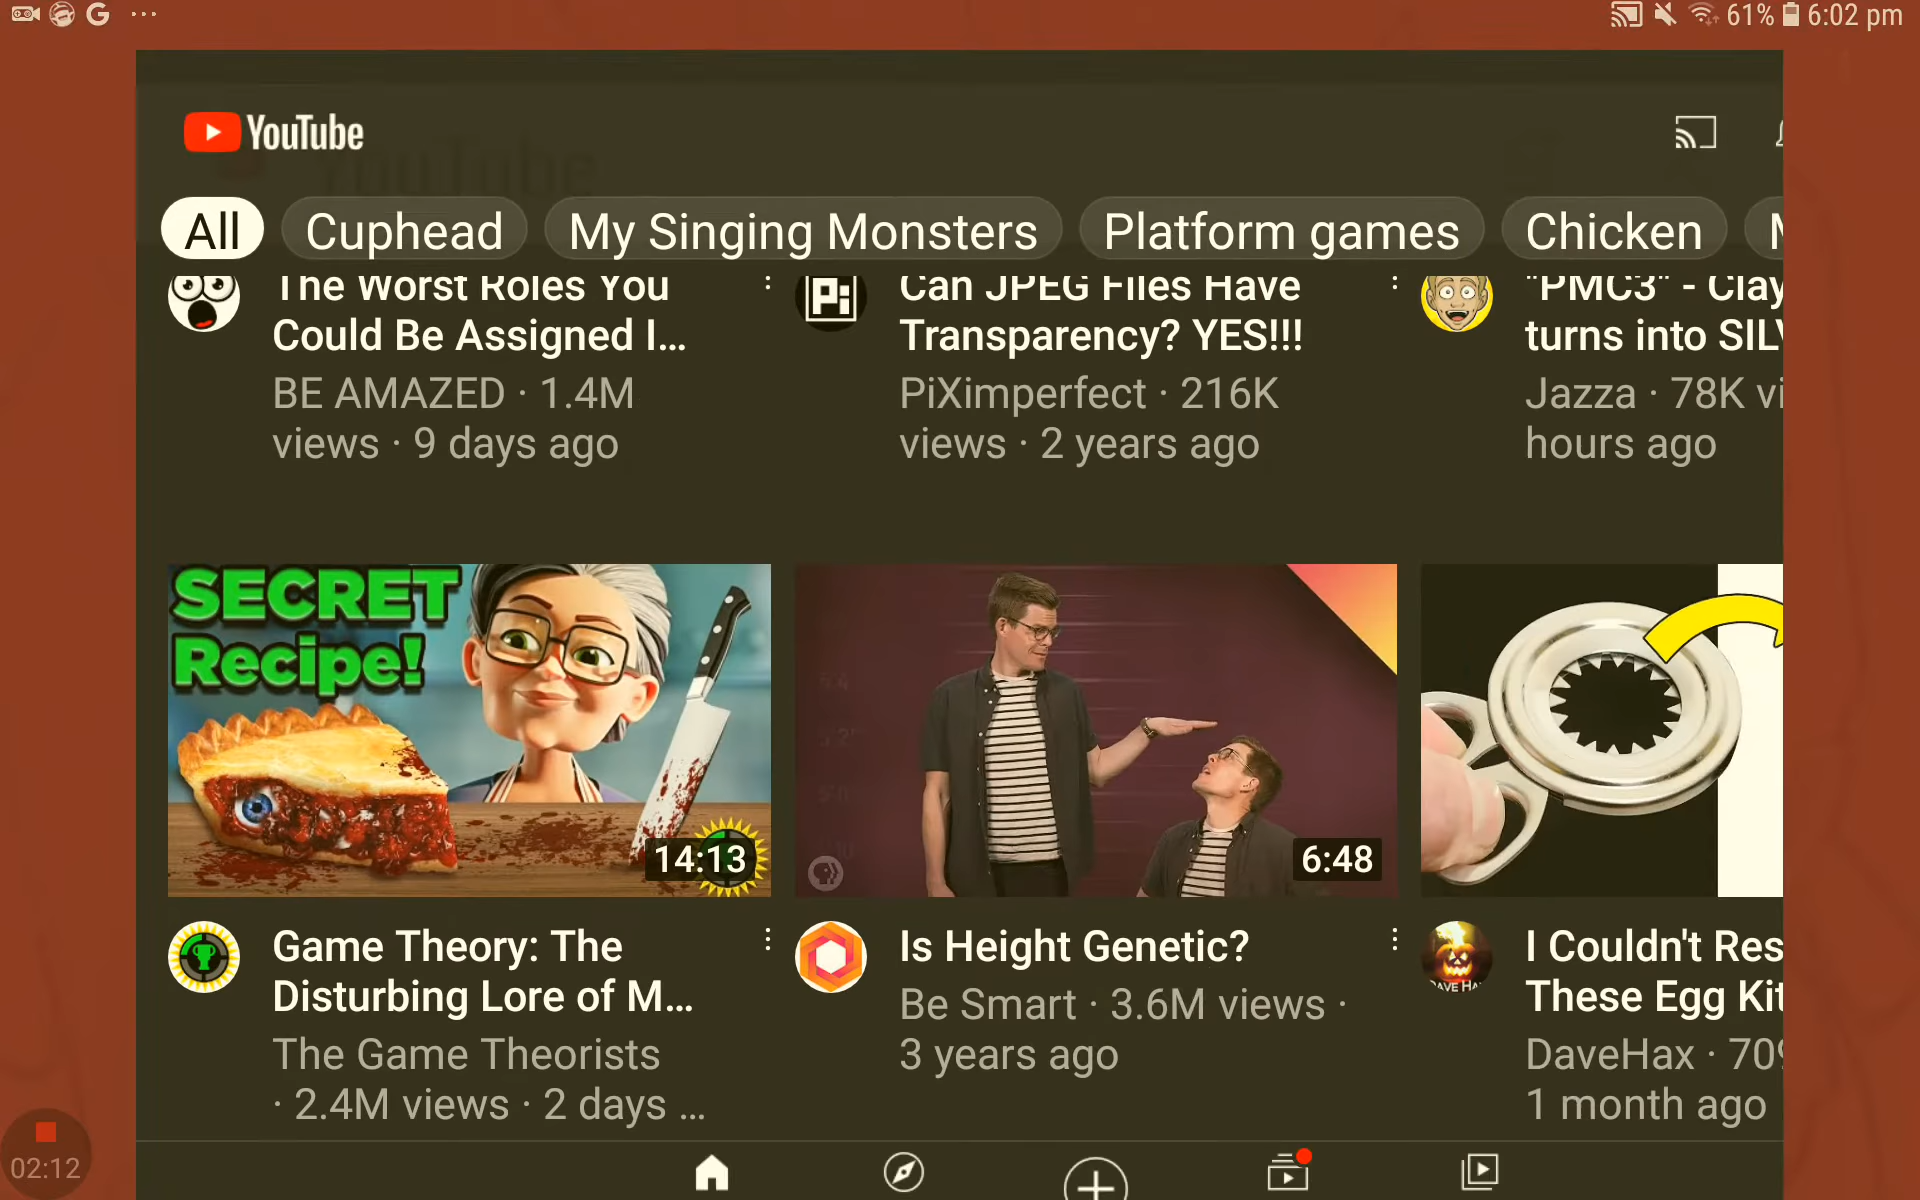 61% 6:02 pm
YouTube
All Cuphead My Singing Monsters Platform games Chicken
The Worst Roles You
Could Be Assigned I...
BE AMAZED · 1.4M
views · 9 days ago
Can JPEG Files Have
Transparency? YES!!!
PiXimperfect · 216K
views · 2 years ago
"PMC3" - Clay
turns into SIL
Jazza · 78K vi
hours ago
SECRET
Recipe!
14:13
6:48
Game Theory: The
Disturbing Lore of M...
The Game Theorists
· 2.4M views · 2 days ...
Is Height Genetic?
Be Smart · 3.6M views ·
3 years ago
DAVE HA
I Couldn't Res
These Egg Kit
DaveHax · 709
1 month ago
02:12